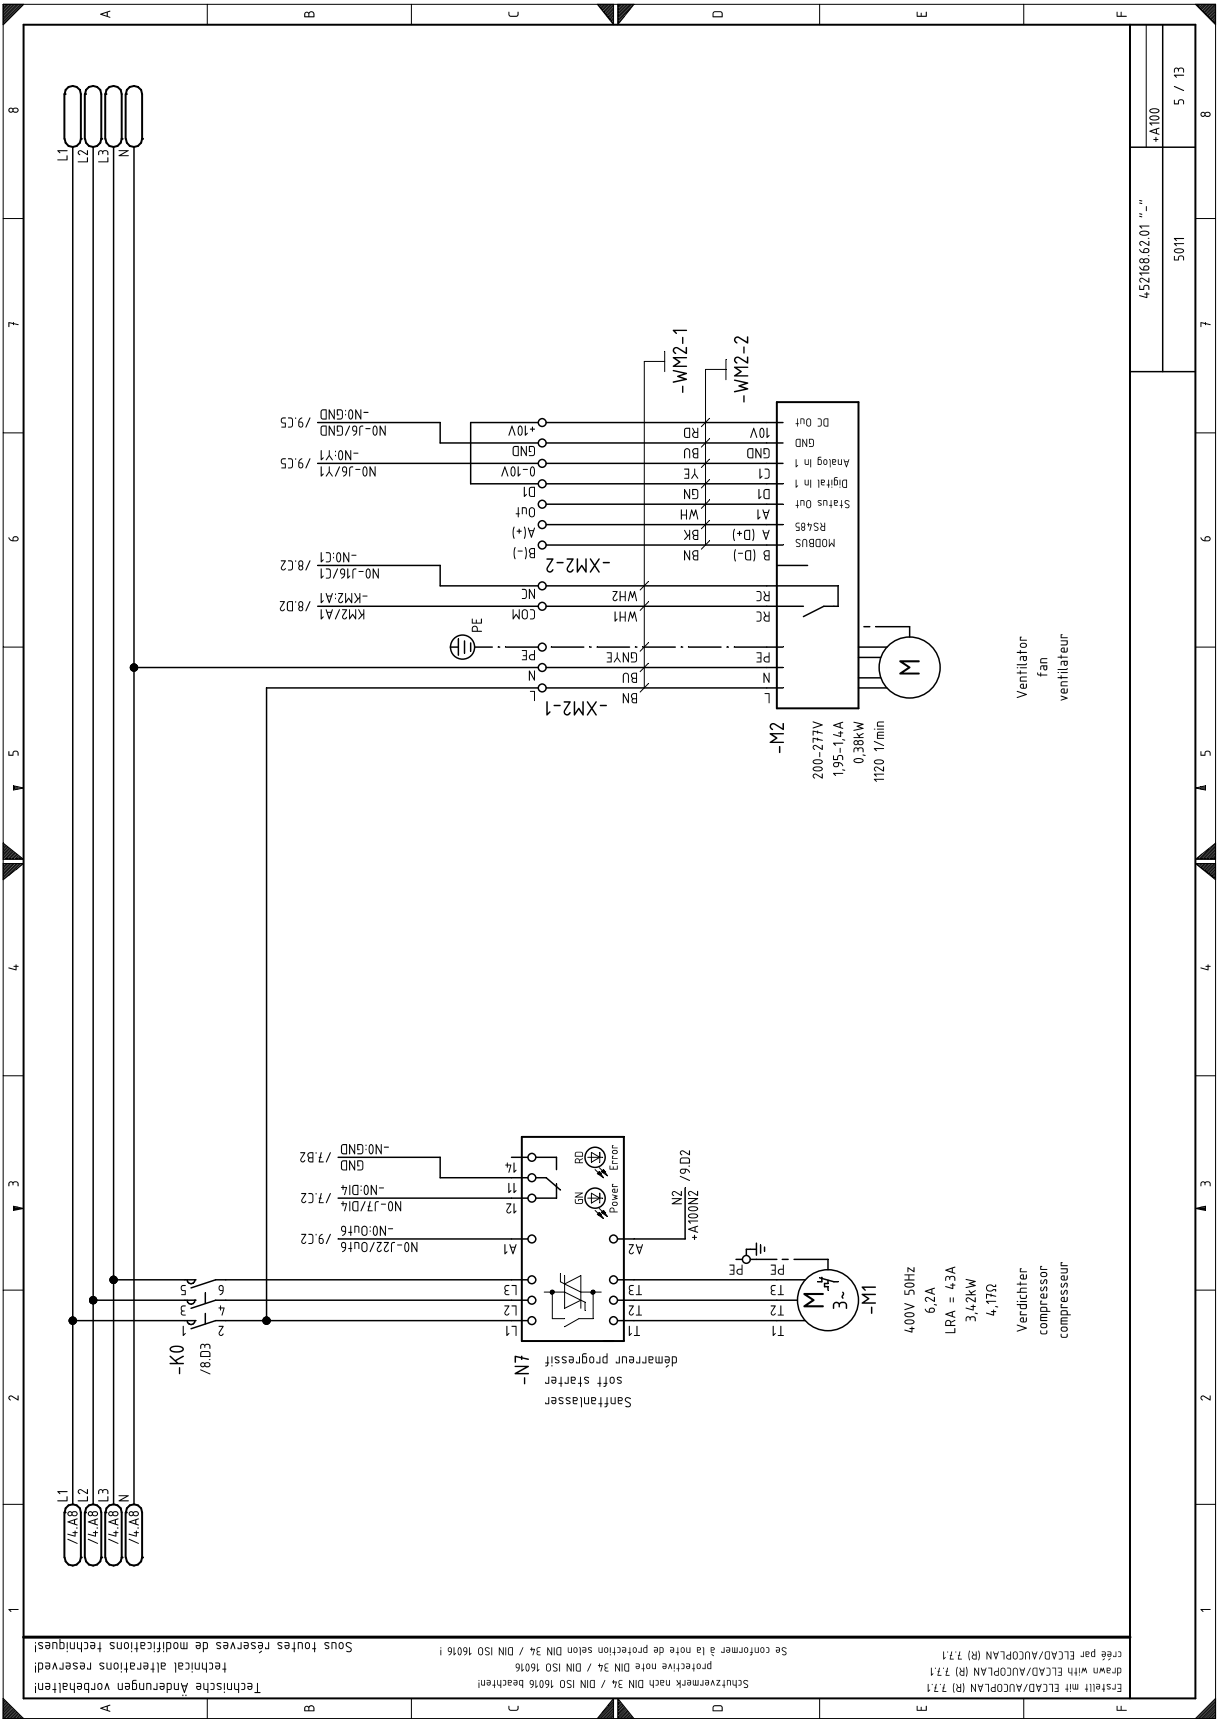 A
B
C
D
E
F
8
7
6
5
4
3
2
1
L1
L2
L3
N
/4.A8 L1
/4.A8 L2
/4.A8 L3
/4.A8 N
-K0
/8.D3
1
3
5
2
4
6
/9.C2
-N0:Out6
N0-J22/Out6
/7.C2
-N0:DI4
N0-J7/DI4
/7.B2
-N0:GND
GND
-N7
Sanftanlasser
soft starter
démarreur progressif
L1
L2
L3
A1
12
11
14
GN
Power
RD
Error
T1
T2
T3
A2
N2 /9.D2
+A100N2
PE
PE
T1
T2
T3
M
3~
-M1
400V 50Hz
6,2A
LRA = 43A
3,42kW
4,17Ω
Verdichter
compressor
compresseur
/8.D2
-KM2:A1
KM2/A1
/8.C2
-N0:C1
N0-J16/C1
/9.C5
-N0:Y1
N0-J6/Y1
/9.C5
-N0:GND
N0-J6/GND
-XM2-1
L
N
PE
PE
COM
NC
-XM2-2
B(-)
A(+)
Out
D1
0-10V
GND
+10V
-WM2-1
-WM2-2
BN
BU
GNYE
WH1
WH2
BN
BK
WH
GN
YE
BU
RD
L
N
PE
RC
RC
B (D-)
A (D+)
A1
D1
C1
GND
10V
MODBUS
RS485
Status Out
Digital In 1
Analog In 1
GND
DC Out
-M2
200-277V
1,95-1,4A
0,38kW
1120 1/min
M
Ventilator
fan
ventilateur
Technische Änderungen vorbehalten!
technical alterations reserved!
Sous toutes réserves de modifications techniques!
Schutzvermerk nach DIN 34 / DIN ISO 16016 beachten!
protective note DIN 34 / DIN ISO 16016
Se conformer à la note de protection selon DIN 34 / DIN ISO 16016 !
Erstellt mit ELCAD/AUCOPLAN (R) 7.7.1
drawn with ELCAD/AUCOPLAN (R) 7.7.1
créé par ELCAD/AUCOPLAN (R) 7.7.1
452168.62.01 "_"
5011
+A100
5 / 13
A
B
C
D
E
F
8
7
6
5
4
3
2
1